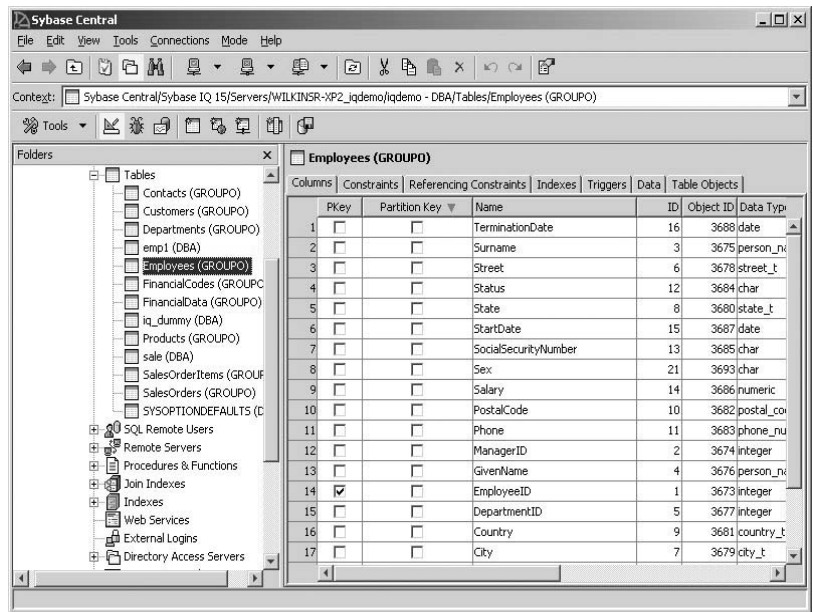 Sybase Central
File Edit View Tools Connections Mode Help
Context: Sybase Central/Sybase IQ 15/Servers/WILKINSR-XP2_iqdemo/iqdemo - DBA/Tables/Employees (GROUPO)
Tools
Folders
Tables
Contacts (GROUPO)
Customers (GROUPO)
Departments (GROUPO)
emp1 (DBA)
Employees (GROUPO)
FinancialCodes (GROUPO
FinancialData (GROUPO)
iq_dummy (DBA)
Products (GROUPO)
sale (DBA)
SalesOrderItems (GROUP
SalesOrders (GROUPO)
SYSOPTIONDEFAULTS (D
SQL Remote Users
Remote Servers
Procedures & Functions
Join Indexes
Indexes
Web Services
External Logins
Directory Access Servers
Employees (GROUPO)
Columns Constraints Referencing Constraints Indexes Triggers Data Table Objects
PKey Partition Key Name ID Object ID Data Type
1 TerminationDate 16 3688 date
2 Surname 3 3675 person_na
3 Street 6 3678 street_t
4 Status 12 3684 char
5 State 8 3680 state_t
6 StartDate 15 3687 date
7 SocialSecurityNumber 13 3685 char
8 Sex 21 3693 char
9 Salary 14 3686 numeric
10 PostalCode 10 3682 postal_co
11 Phone 11 3683 phone_nu
12 ManagerID 2 3674 integer
13 GivenName 4 3676 person_na
14 EmployeeID 1 3673 integer
15 DepartmentID 5 3677 integer
16 Country 9 3681 country_t
17 City 7 3679 city_t